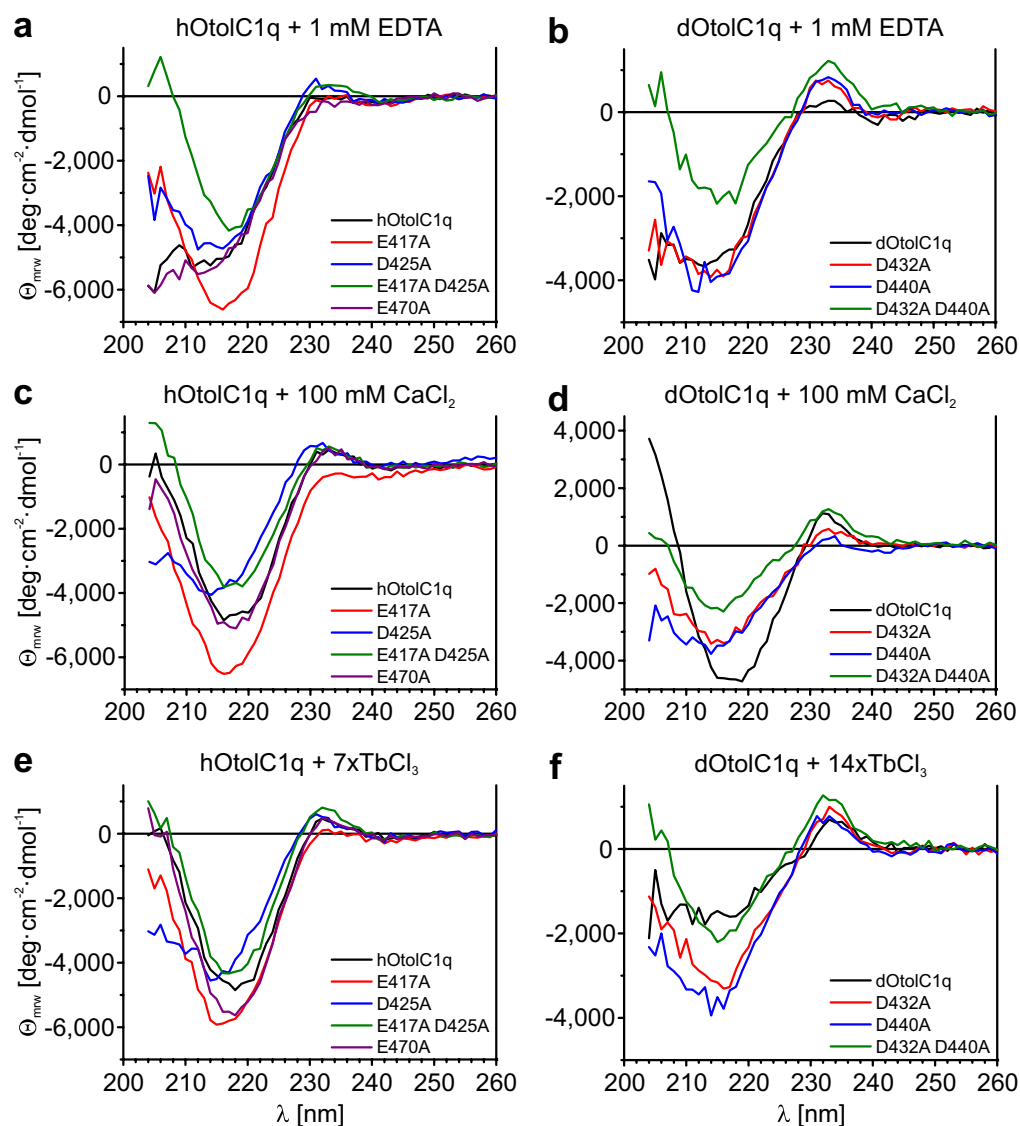 a
hOtolC1q + 1 mM EDTA
0
-2,000
-4,000
-6,000
Θmrw [deg·cm⁻²·dmol⁻¹]
hOtolC1q
E417A
D425A
E417A D425A
E470A
200 210 220 230 240 250 260
b
dOtolC1q + 1 mM EDTA
0
-2,000
-4,000
dOtolC1q
D432A
D440A
D432A D440A
200 210 220 230 240 250 260
c
hOtolC1q + 100 mM CaCl₂
0
-2,000
-4,000
-6,000
Θmrw [deg·cm⁻²·dmol⁻¹]
hOtolC1q
E417A
D425A
E417A D425A
E470A
200 210 220 230 240 250 260
d
dOtolC1q + 100 mM CaCl₂
4,000
2,000
0
-2,000
-4,000
dOtolC1q
D432A
D440A
D432A D440A
200 210 220 230 240 250 260
e
hOtolC1q + 7xTbCl₃
0
-2,000
-4,000
-6,000
Θmrw [deg·cm⁻²·dmol⁻¹]
hOtolC1q
E417A
D425A
E417A D425A
E470A
200 210 220 230 240 250 260
λ [nm]
f
dOtolC1q + 14xTbCl₃
0
-2,000
-4,000
dOtolC1q
D432A
D440A
D432A D440A
200 210 220 230 240 250 260
λ [nm]